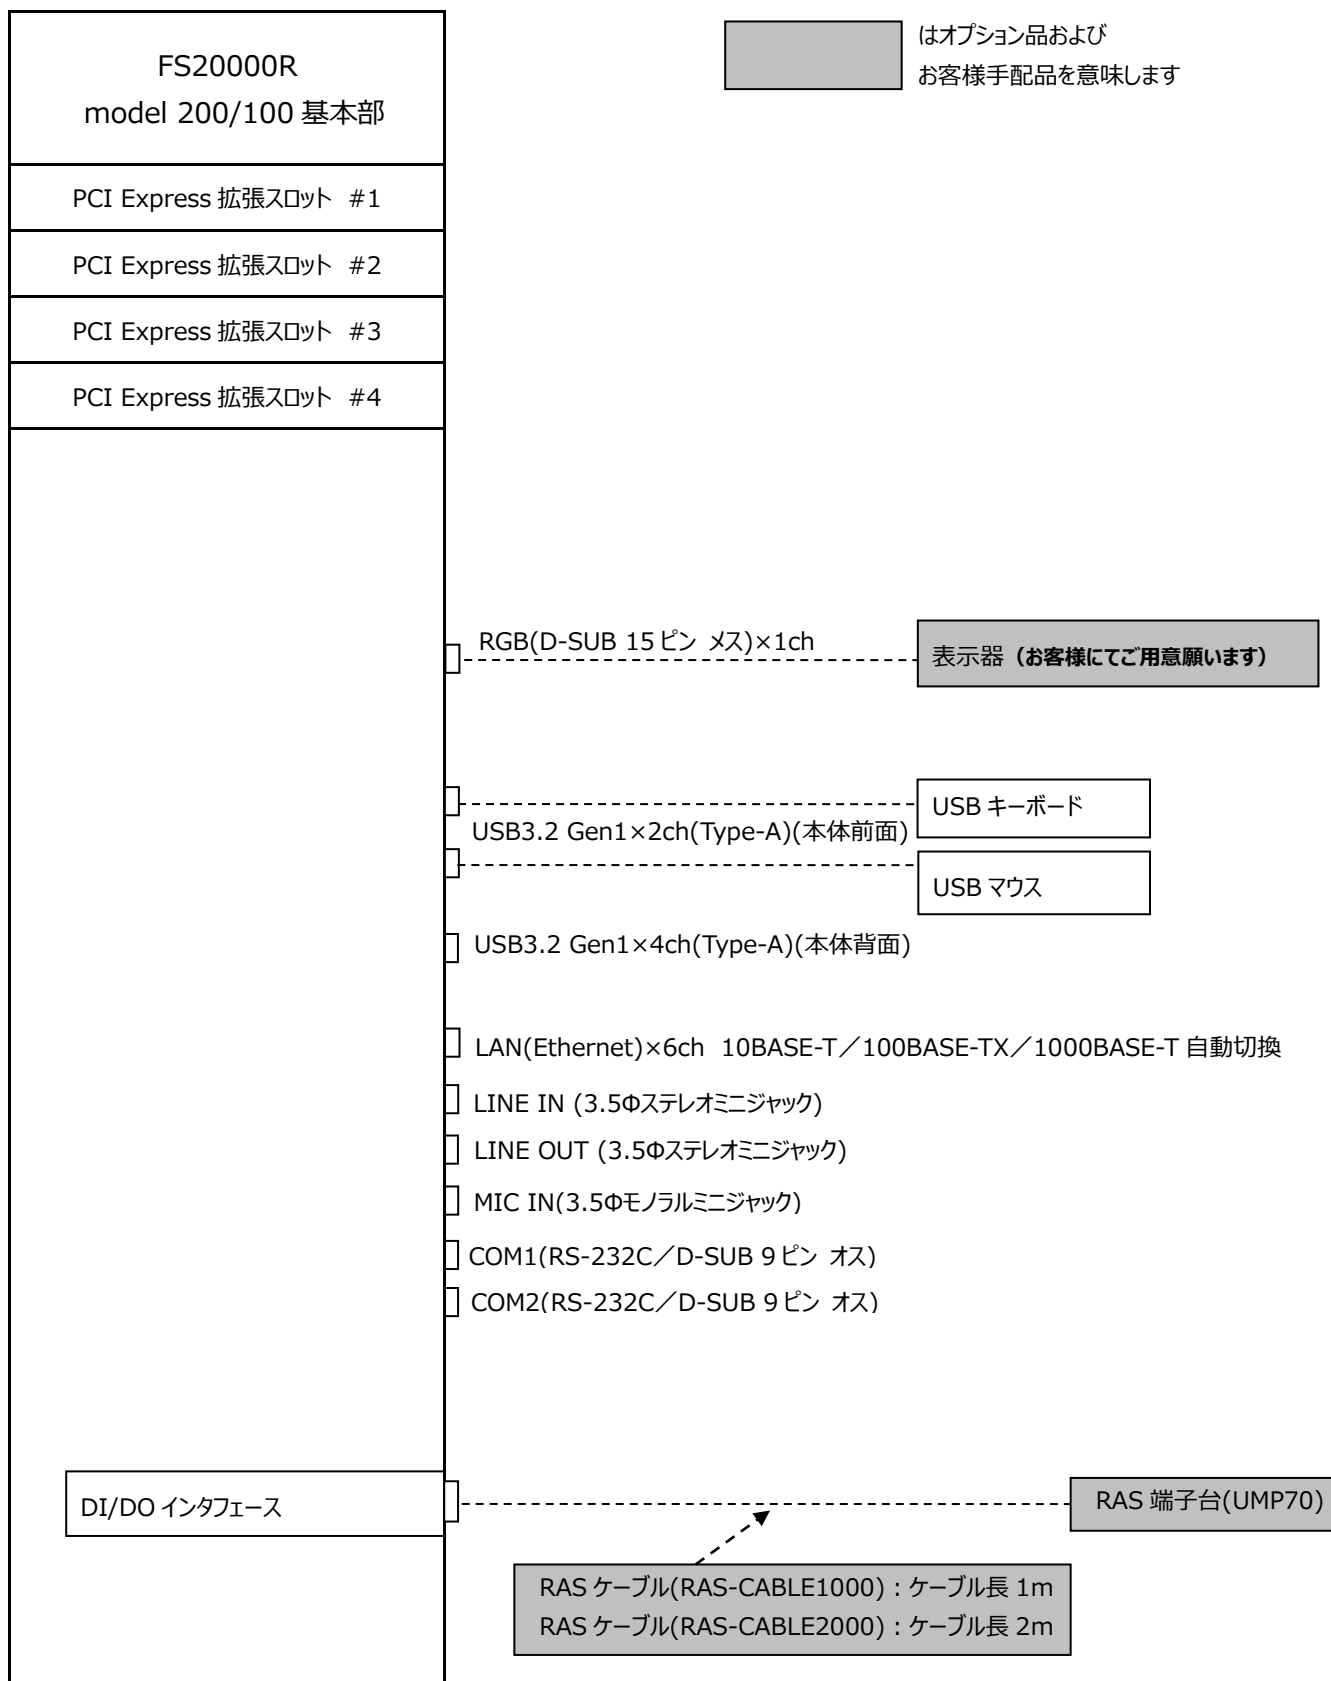 FS20000R
model 200/100 基本部
はオプション品および
お客様手配品を意味します
PCI Express 拡張スロット #1
PCI Express 拡張スロット #2
PCI Express 拡張スロット #3
PCI Express 拡張スロット #4
RGB(D-SUB 15ピン メス)×1ch
表示器（お客様にてご用意願います）
USB キーボード
USB3.2 Gen1×2ch(Type-A)(本体前面)
USB マウス
USB3.2 Gen1×4ch(Type-A)(本体背面)
LAN(Ethernet)×6ch 10BASE-T／100BASE-TX／1000BASE-T 自動切換
LINE IN (3.5Φステレオミニジャック)
LINE OUT (3.5Φステレオミニジャック)
MIC IN(3.5Φモノラルミニジャック)
COM1(RS-232C／D-SUB 9ピン オス)
COM2(RS-232C／D-SUB 9ピン オス)
DI/DO インタフェース
RAS 端子台(UMP70)
RAS ケーブル(RAS-CABLE1000)：ケーブル長 1m
RAS ケーブル(RAS-CABLE2000)：ケーブル長 2m